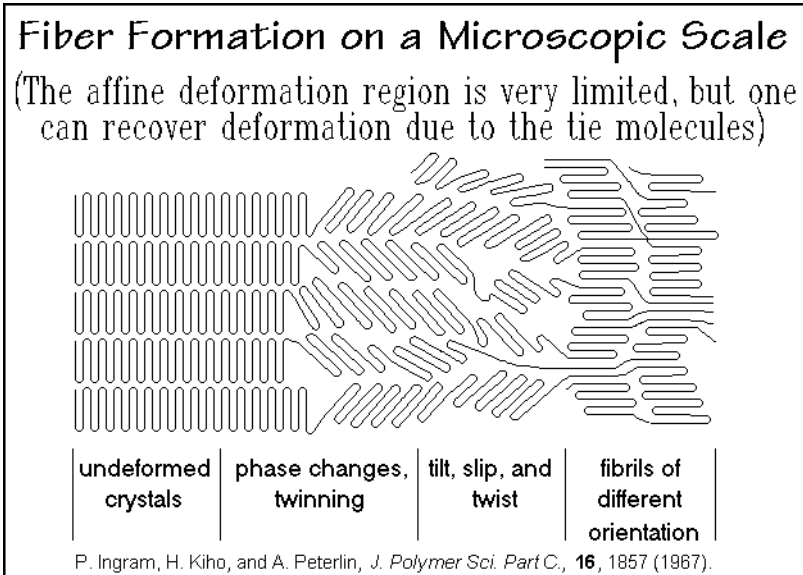 Fiber Formation on a Microscopic Scale
(The affine deformation region is very limited, but one
can recover deformation due to the tie molecules)
undeformed
crystals
phase changes,
twinning
tilt, slip, and
twist
fibrils of
different
orientation
P. Ingram, H. Kiho, and A. Peterlin, J. Polymer Sci. Part C., 16, 1857 (1967).